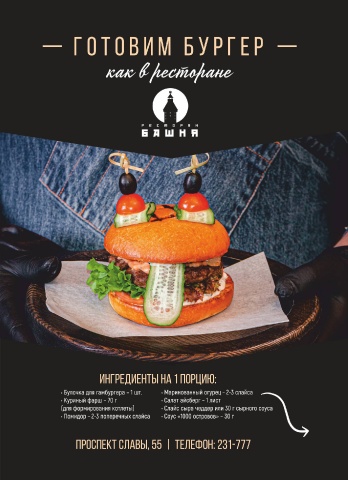 ГОТОВИМ БУРГЕР
как в ресторане
РЕСТОРАН
БАШНЯ
ИНГРЕДИЕНТЫ НА 1 ПОРЦИЮ:
· Булочка для гамбургера – 1 шт.
· Куриный фарш – 70 г
(для формирования котлеты)
· Помидор – 2-3 поперечных слайса
· Маринованный огурец – 2-3 слайса
· Салат айсберг – 1 лист
· Слайс сыра чеддер или 30 г сырного соуса
· Соус «1000 островов» – 30 г
ПРОСПЕКТ СЛАВЫ, 55 | ТЕЛЕФОН: 231-777